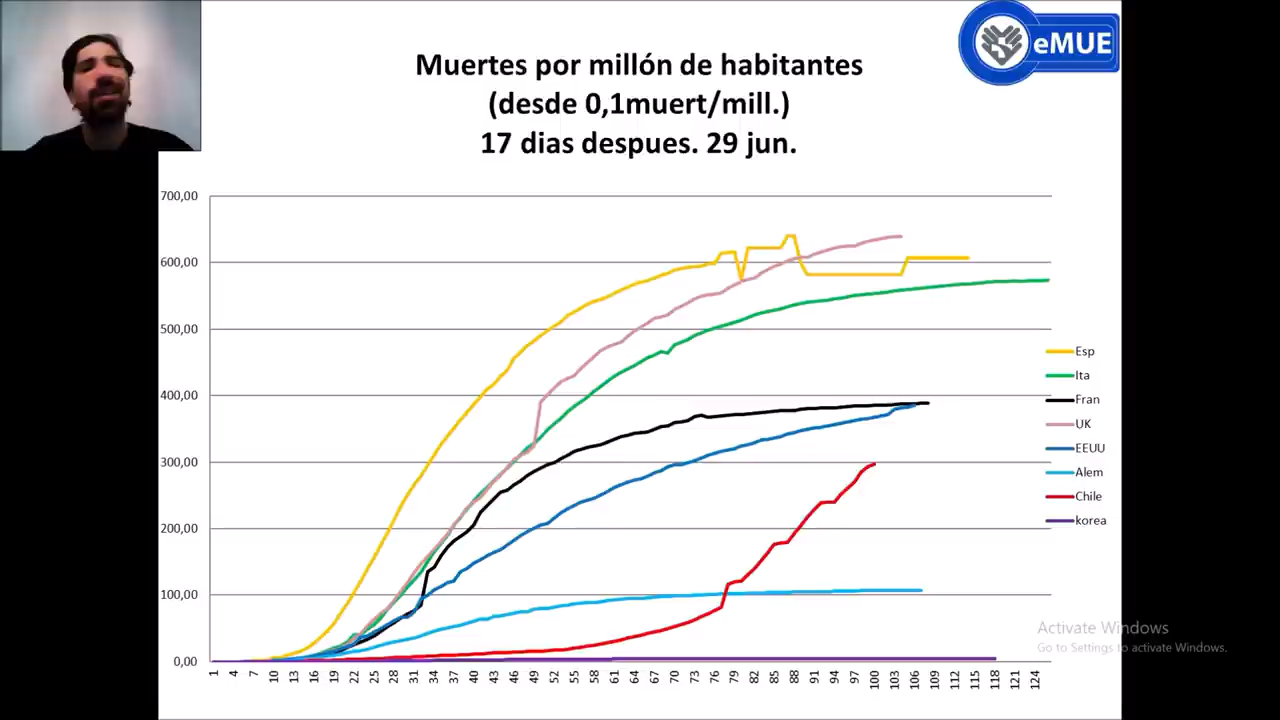 eMUE
Muertes por millón de habitantes
(desde 0,1muert/mill.)
17 dias despues. 29 jun.
700,00
600,00
500,00
400,00
300,00
200,00
100,00
0,00
1 4 7 10 13 16 19 22 25 28 31 34 37 40 43 46 49 52 55 58 61 64 67 70 73 76 79 82 85 88 91 94 97 100 103 106 109 112 115 118 121 124
Esp
Ita
Fran
UK
EEUU
Alem
Chile
korea
Activate Windows
Go to Settings to activate Windows.